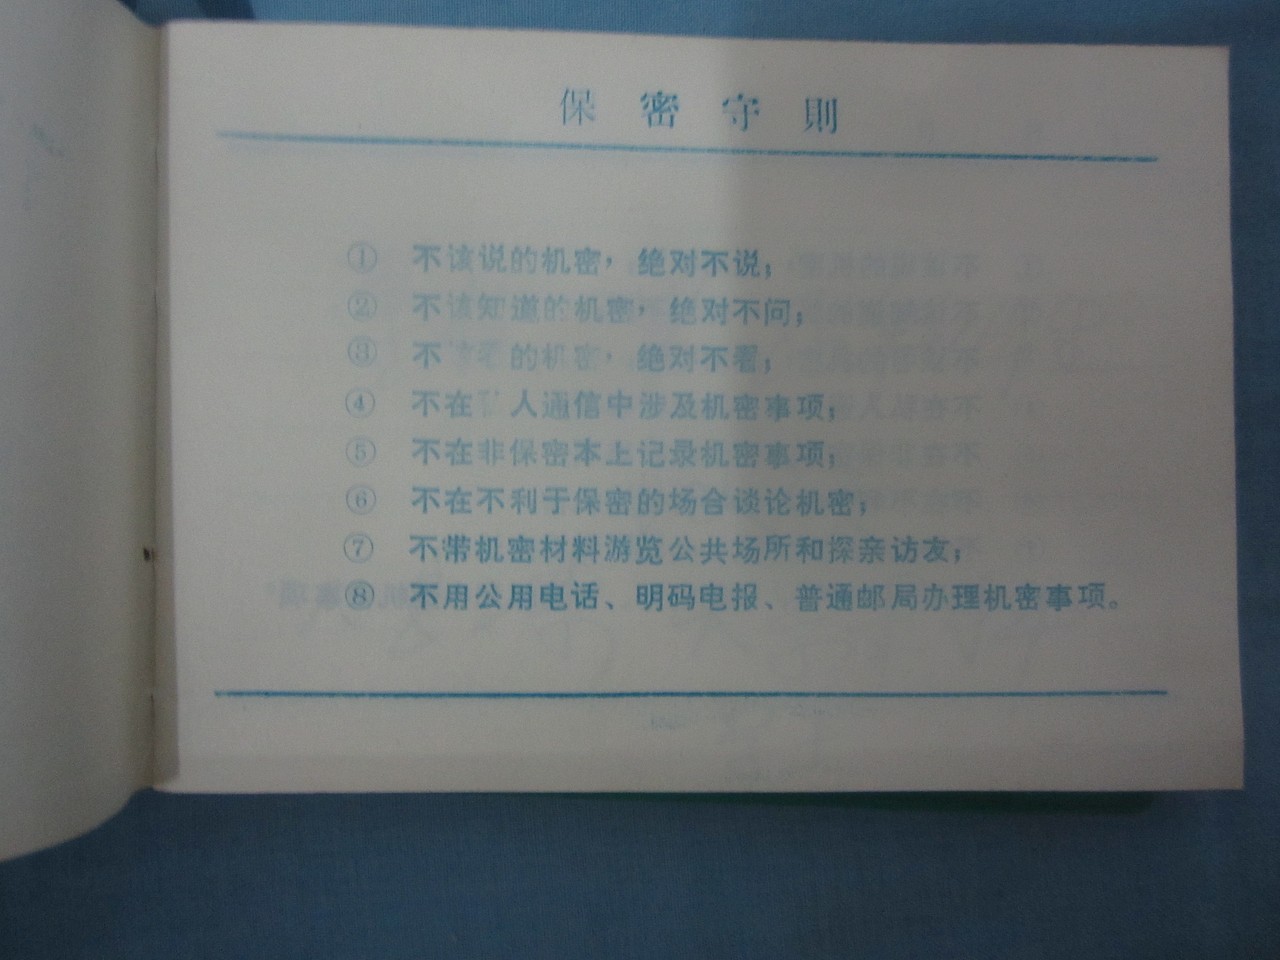 保密守則
① 不该说的机密，绝对不说；
② 不该知道的机密，绝对不问；
③ 不该看的机密，绝对不看；
④ 不在 人通信中涉及机密事项；
⑤ 不在非保密本上记录机密事项；
⑥ 不在不利于保密的场合谈论机密；
⑦ 不带机密材料游览公共场所和探亲访友；
⑧ 不用公用电话、明码电报、普通邮局办理机密事项。